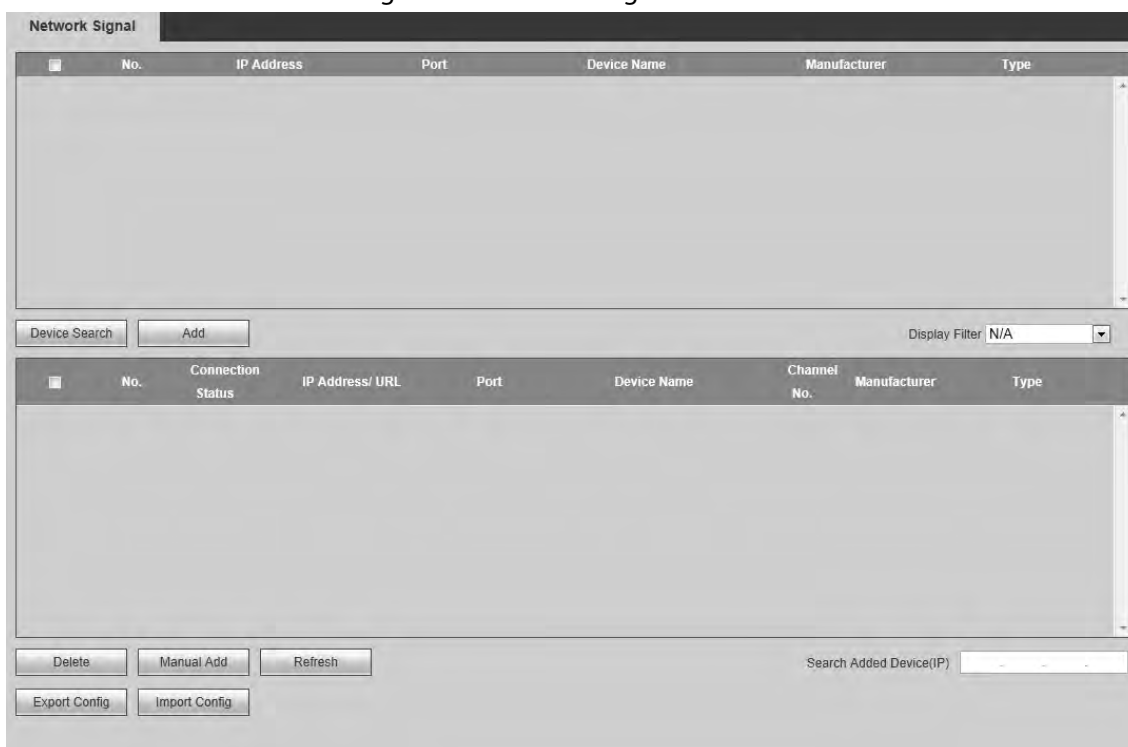 Network Signal
No. IP Address Port Device Name Manufacturer Type
Device Search Add Display Filter N/A
No. Connection Status IP Address/ URL Port Device Name Channel No. Manufacturer Type
Delete Manual Add Refresh Search Added Device(IP)
Export Config Import Config